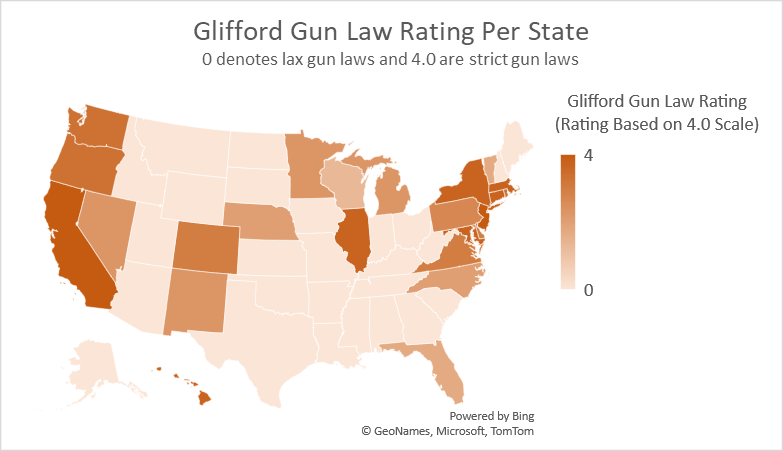 Glifford Gun Law Rating Per State
0 denotes lax gun laws and 4.0 are strict gun laws
Glifford Gun Law Rating
(Rating Based on 4.0 Scale)
4
0
Powered by Bing
© GeoNames, Microsoft, TomTom